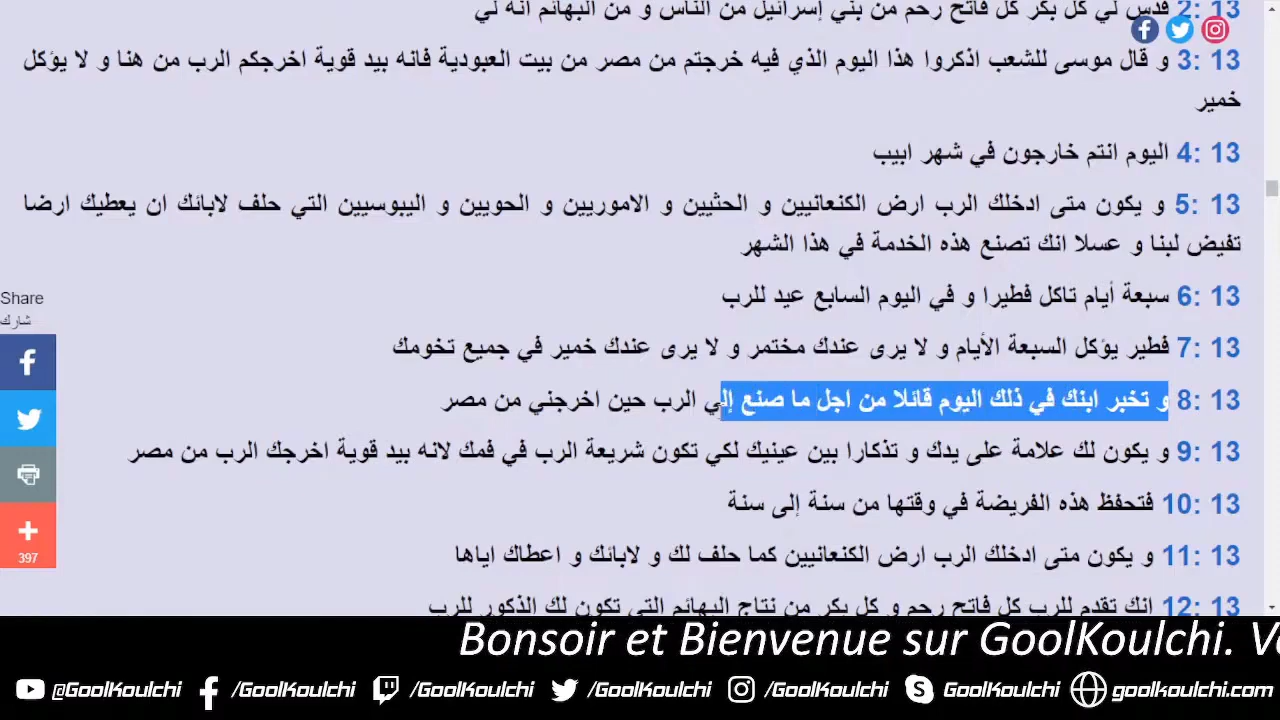 13 :2 قدس لي كل بكر كل فاتح رحم من بني إسرائيل من الناس و من البهائم انه لي
13 :3 و قال موسى للشعب اذكروا هذا اليوم الذي فيه خرجتم من مصر من بيت العبودية فانه بيد قوية اخرجكم الرب من هنا و لا يؤكل
خمير
13 :4 اليوم انتم خارجون في شهر ابيب
13 :5 و يكون متى ادخلك الرب ارض الكنعانيين و الحثيين و الاموريين و الحويين و اليبوسيين التي حلف لابائك ان يعطيك ارضا
تفيض لبنا و عسلا انك تصنع هذه الخدمة في هذا الشهر
13 :6 سبعة أيام تاكل فطيرا و في اليوم السابع عيد للرب
13 :7 فطير يؤكل السبعة الأيام و لا يرى عندك مختمر و لا يرى عندك خمير في جميع تخومك
13 :8 و تخبر ابنك في ذلك اليوم قائلا من اجل ما صنع إلي الرب حين اخرجني من مصر
13 :9 و يكون لك علامة على يدك و تذكارا بين عينيك لكي تكون شريعة الرب في فمك لانه بيد قوية اخرجك الرب من مصر
13 :10 فتحفظ هذه الفريضة في وقتها من سنة إلى سنة
13 :11 و يكون متى ادخلك الرب ارض الكنعانيين كما حلف لك و لابائك و اعطاك اياها
13 :12 انك تقدم للرب كل فاتح رحم و كل بكر من نتاج البهائم التي تكون لك الذكور للرب
Share
شارك
397
Bonsoir et Bienvenue sur GoolKoulchi.
@GoolKoulchi /GoolKoulchi /GoolKoulchi /GoolKoulchi /GoolKoulchi GoolKoulchi goolkoulchi.com